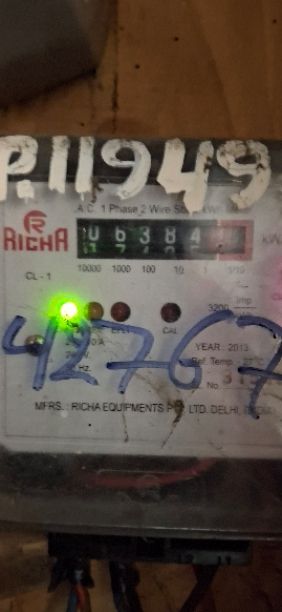 P.11949
A.C. 1 Phase 2 Wire
06384
RICHA
10000 1000 100 10 1 1/10
CL - 1
3200 imp
CAL
42767
YEAR : 2013
Ref. Temp
No.
MFRS. : RICHA EQUIPMENTS LTD. DELHI,